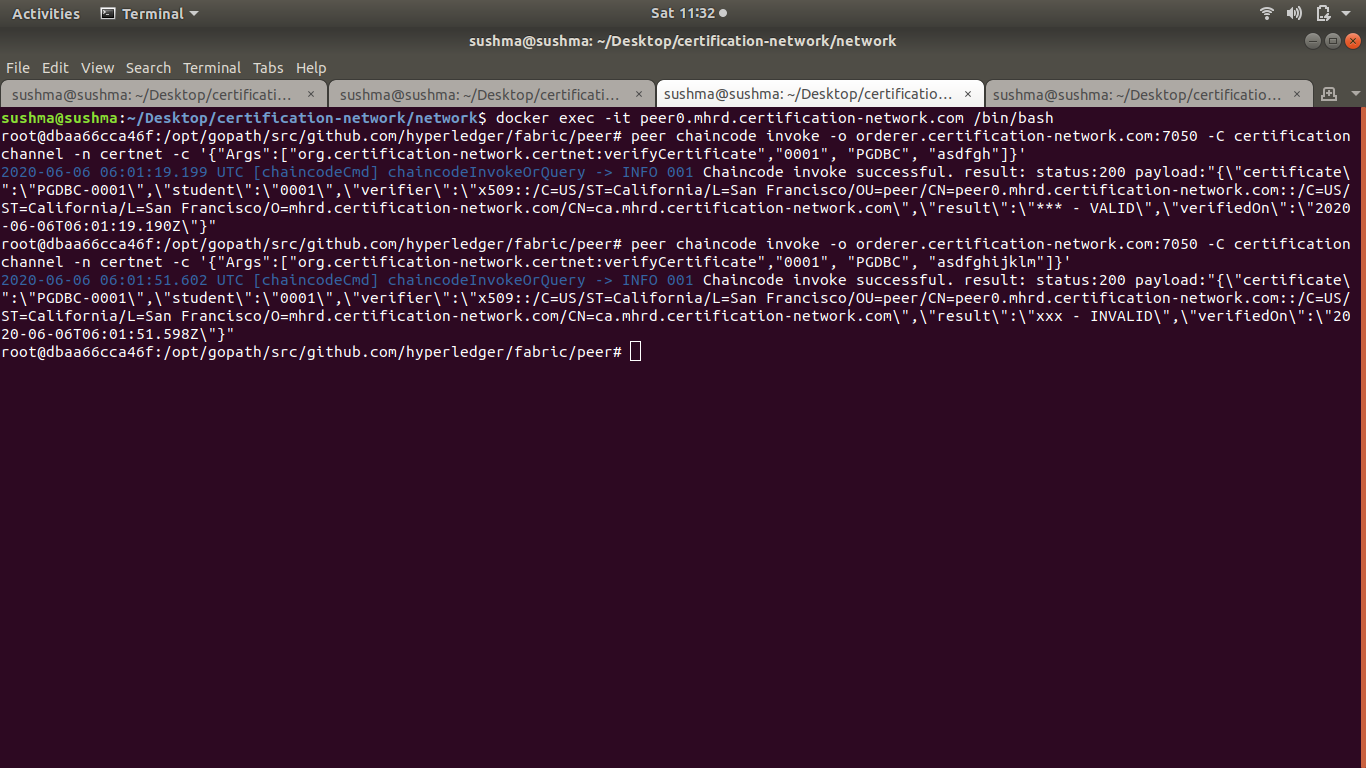 Activities Terminal Sat 11:32
sushma@sushma: ~/Desktop/certification-network/network
File Edit View Search Terminal Tabs Help
sushma@sushma: ~/Desktop/certificati... × sushma@sushma: ~/Desktop/certificati... × sushma@sushma: ~/Desktop/certificatio... × sushma@sushma: ~/Desktop/certificatio... ×
sushma@sushma:~/Desktop/certification-network/network$ docker exec -it peer0.mhrd.certification-network.com /bin/bash
root@dbaa66cca46f:/opt/gopath/src/github.com/hyperledger/fabric/peer# peer chaincode invoke -o orderer.certification-network.com:7050 -C certification
channel -n certnet -c '{"Args":["org.certification-network.certnet:verifyCertificate","0001", "PGDBC", "asdfgh"]}'
2020-06-06 06:01:19.199 UTC [chaincodeCmd] chaincodeInvokeOrQuery -> INFO 001 Chaincode invoke successful. result: status:200 payload:"{\"certificate\
":\"PGDBC-0001\",\"student\":\"0001\",\"verifier\":\"x509::/C=US/ST=California/L=San Francisco/OU=peer/CN=peer0.mhrd.certification-network.com::/C=US/
ST=California/L=San Francisco/O=mhrd.certification-network.com/CN=ca.mhrd.certification-network.com\",\"result\":\"*** - VALID\",\"verifiedOn\":\"2020
-06-06T06:01:19.190Z\"}"
root@dbaa66cca46f:/opt/gopath/src/github.com/hyperledger/fabric/peer# peer chaincode invoke -o orderer.certification-network.com:7050 -C certification
channel -n certnet -c '{"Args":["org.certification-network.certnet:verifyCertificate","0001", "PGDBC", "asdfghijklm"]}'
2020-06-06 06:01:51.602 UTC [chaincodeCmd] chaincodeInvokeOrQuery -> INFO 001 Chaincode invoke successful. result: status:200 payload:"{\"certificate\
":\"PGDBC-0001\",\"student\":\"0001\",\"verifier\":\"x509::/C=US/ST=California/L=San Francisco/OU=peer/CN=peer0.mhrd.certification-network.com::/C=US/
ST=California/L=San Francisco/O=mhrd.certification-network.com/CN=ca.mhrd.certification-network.com\",\"result\":\"xxx - INVALID\",\"verifiedOn\":\"20
20-06-06T06:01:51.598Z\"}"
root@dbaa66cca46f:/opt/gopath/src/github.com/hyperledger/fabric/peer#